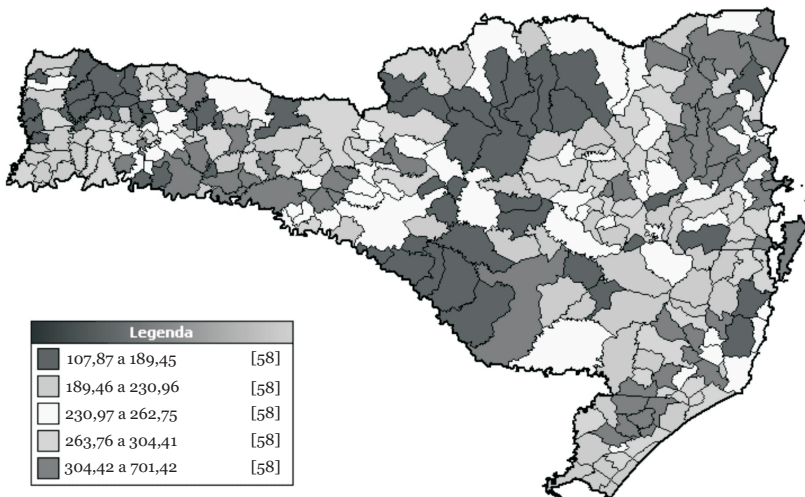 Legenda
107,87 a 189,45 [58]
189,46 a 230,96 [58]
230,97 a 262,75 [58]
263,76 a 304,41 [58]
304,42 a 701,42 [58]